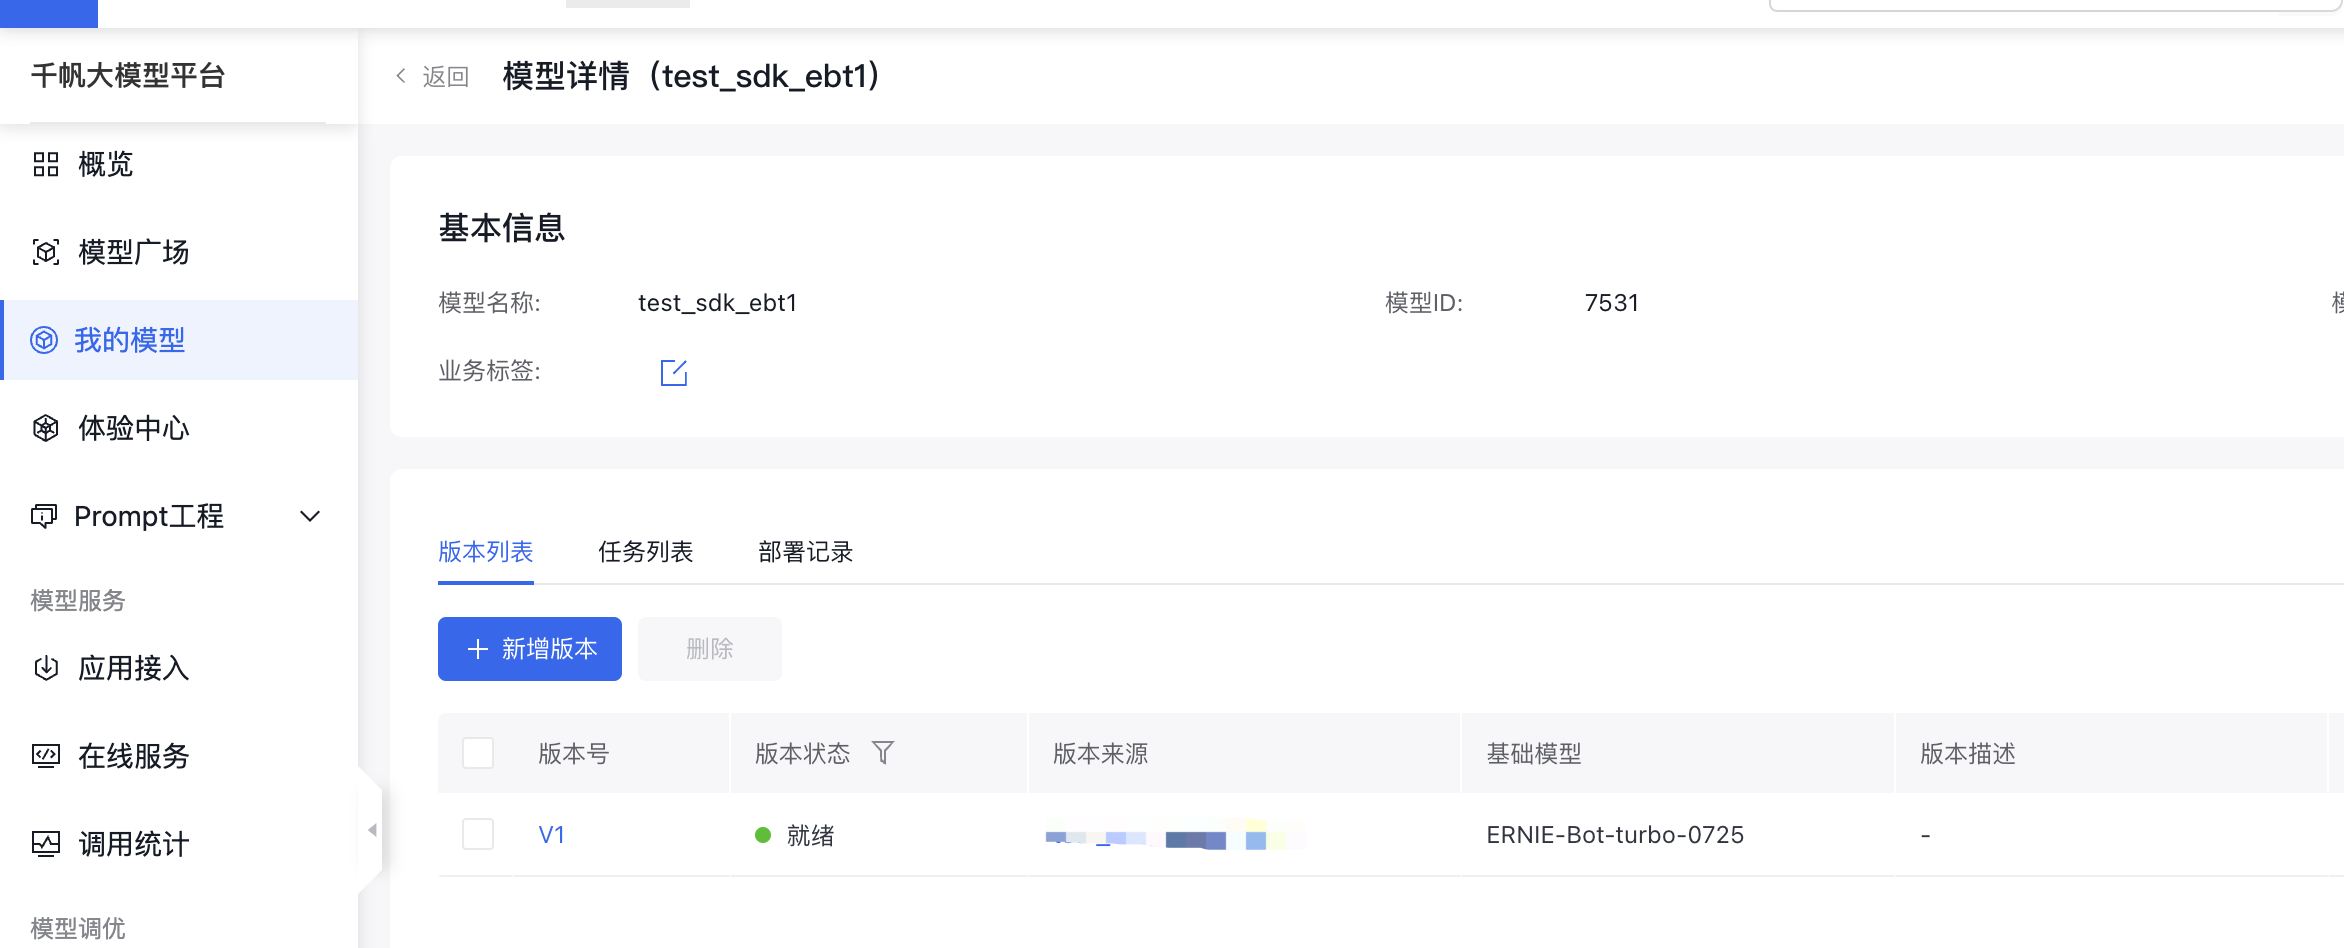 千帆大模型平台
返回 模型详情（test_sdk_ebt1）
概览
模型广场
我的模型
体验中心
Prompt工程
模型服务
应用接入
在线服务
调用统计
模型调优
基本信息
模型名称: test_sdk_ebt1 模型ID: 7531
业务标签:
版本列表 任务列表 部署记录
新增版本 删除
版本号 版本状态 版本来源 基础模型 版本描述
V1 就绪 ERNIE-Bot-turbo-0725 -